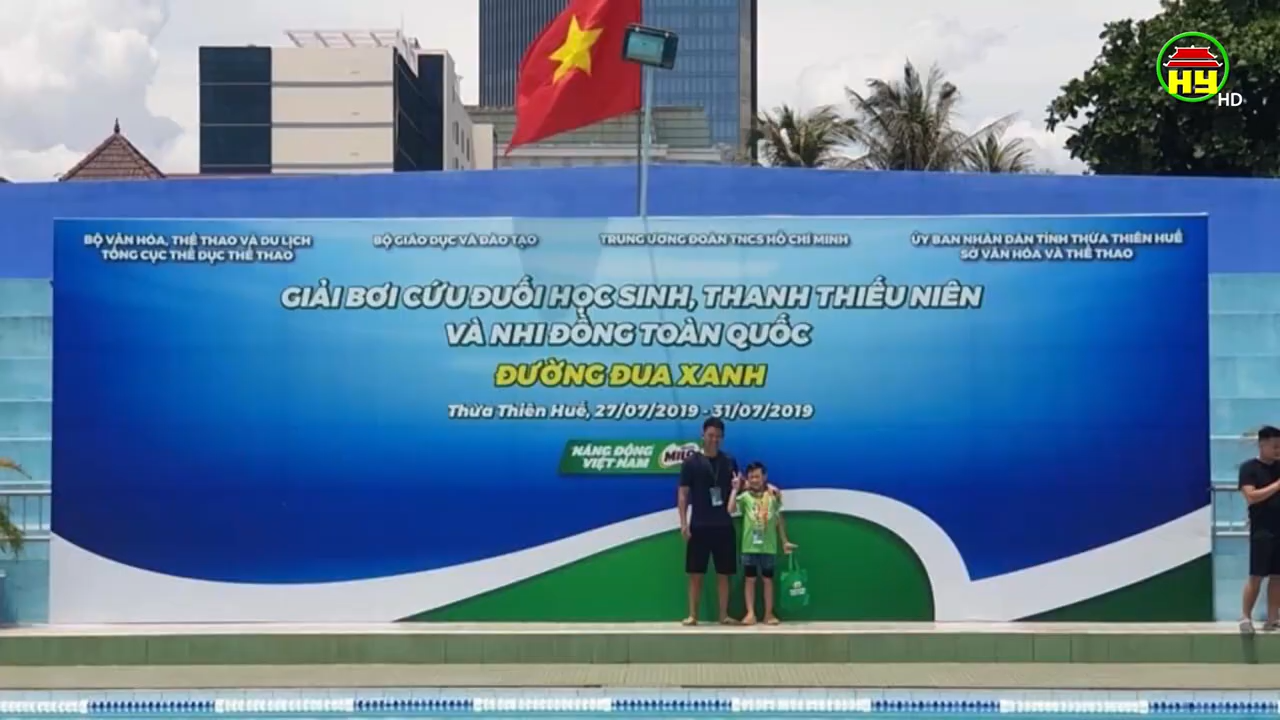 HY HD
BỘ VĂN HÓA, THỂ THAO VÀ DU LỊCH
TỔNG CỤC THỂ DỤC THỂ THAO
BỘ GIÁO DỤC VÀ ĐÀO TẠO
TRUNG ƯƠNG ĐOÀN TNCS HỒ CHÍ MINH
ỦY BAN NHÂN DÂN TỈNH THỪA THIÊN HUẾ
SỞ VĂN HÓA VÀ THỂ THAO
GIẢI BƠI CỨU ĐUỐI HỌC SINH, THANH THIẾU NIÊN
VÀ NHI ĐỒNG TOÀN QUỐC
ĐƯỜNG ĐUA XANH
Thừa Thiên Huế, 27/07/2019 - 31/07/2019
NĂNG ĐỘNG
VIỆT NAM
MILO